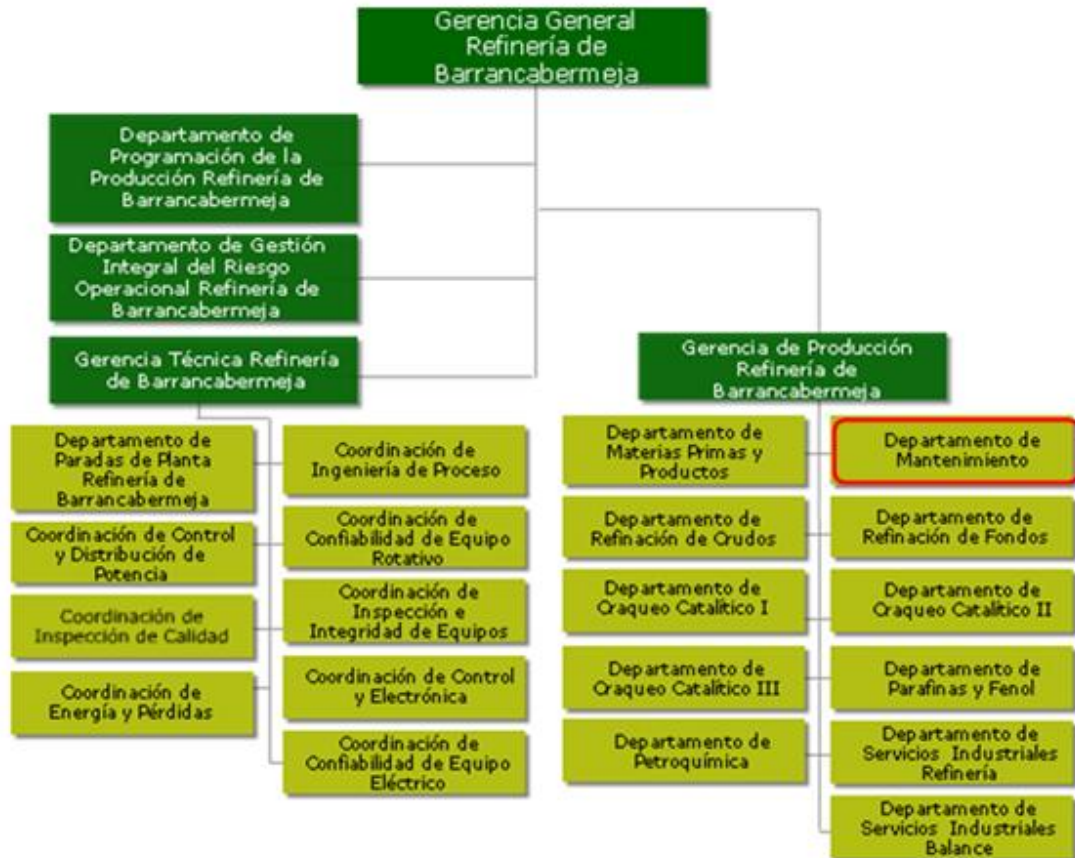 Gerencia General
Refinería de
Barrancabermeja
Departamento de
Programación de la
Producción Refinería de
Barrancabermeja
Departamento de Gestión
Integral del Riesgo
Operacional Refinería de
Barrancabermeja
Gerencia Técnica Refinería
de Barrancabermeja
Gerencia de Producción
Refinería de
Barrancabermeja
Departamento de
Paradas de Planta
Refinería de
Barrancabermeja
Coordinación de
Ingeniería de Proceso
Coordinación de Control
y Distribución de
Potencia
Coordinación de
Confiabilidad de Equipo
Rotativo
Coordinación de
Inspección de Calidad
Coordinación de
Inspección e
Integridad de Equipos
Coordinación de
Energía y Pérdidas
Coordinación de Control
y Electrónica
Coordinación de
Confiabilidad de Equipo
Eléctrico
Departamento de
Materias Primas y
Productos
Departamento de
Mantenimiento
Departamento de
Refinación de Crudos
Departamento de
Refinación de Fondos
Departamento de
Craqueo Catalítico I
Departamento de
Craqueo Catalítico II
Departamento de
Craqueo Catalítico III
Departamento de
Parafinas y Fenol
Departamento de
Petroquímica
Departamento de
Servicios Industriales
Refinería
Departamento de
Servicios Industriales
Balance